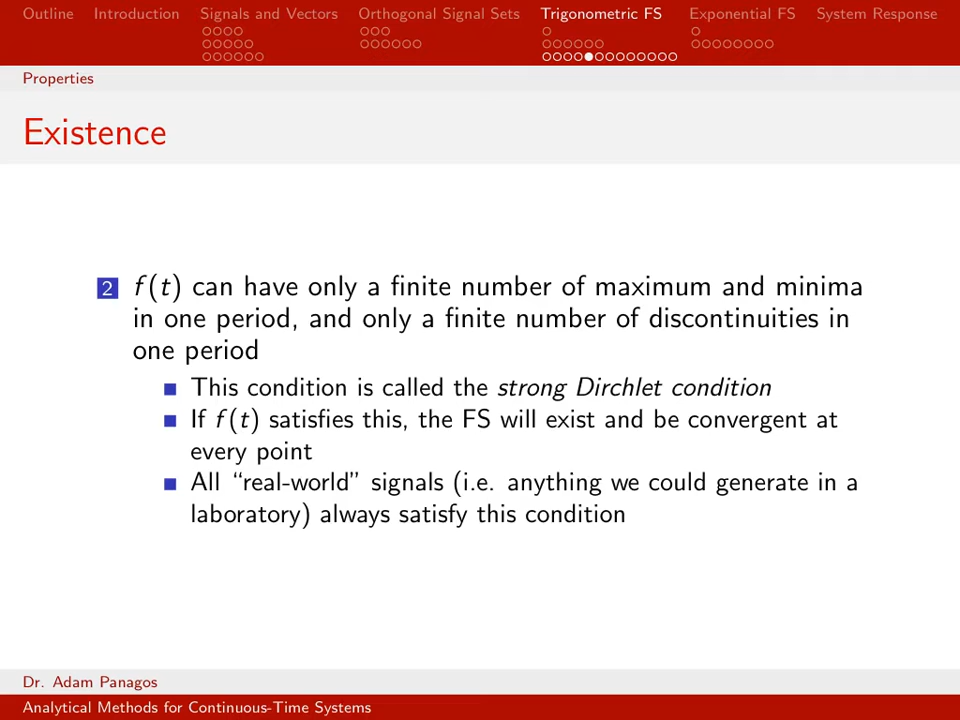 Outline Introduction Signals and Vectors Orthogonal Signal Sets Trigonometric FS Exponential FS System Response
Properties
Existence
2 f(t) can have only a finite number of maximum and minima
in one period, and only a finite number of discontinuities in
one period
This condition is called the strong Dirchlet condition
If f(t) satisfies this, the FS will exist and be convergent at
every point
All “real-world” signals (i.e. anything we could generate in a
laboratory) always satisfy this condition
Dr. Adam Panagos
Analytical Methods for Continuous-Time Systems